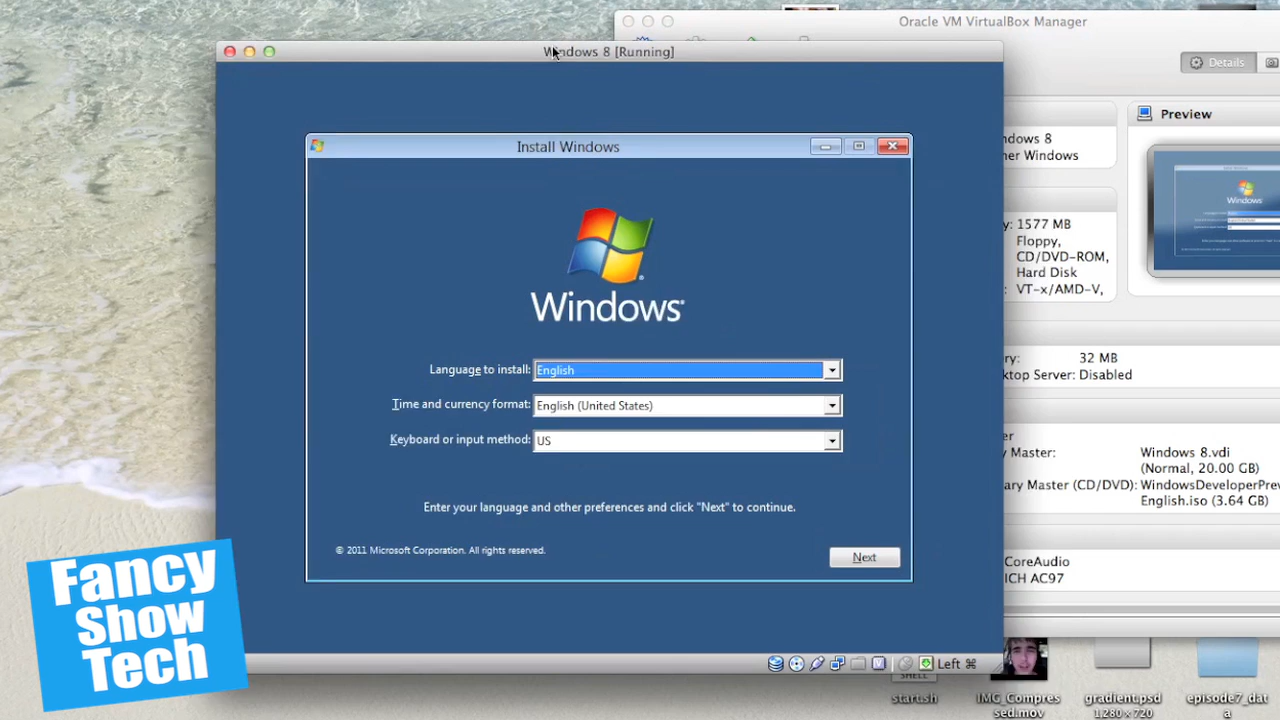 Oracle VM VirtualBox Manager
Windows 8 [Running]
Details
Install Windows
Preview
ndows 8
er Windows
Windows
Windows
y: 1577 MB
Floppy,
CD/DVD-ROM,
Hard Disk
: VT-x/AMD-V,
Language to install: English
Time and currency format: English (United States)
Keyboard or input method: US
ry: 32 MB
ktop Server: Disabled
er
y Master: Windows 8.vdi
(Normal, 20.00 GB)
ary Master (CD/DVD): WindowsDeveloperPrev
English.iso (3.64 GB)
Enter your language and other preferences and click "Next" to continue.
© 2011 Microsoft Corporation. All rights reserved.
Next
CoreAudio
ICH AC97
Fancy
Show
Tech
Left ⌘
SHELL
start.sh
IMG_Compres
sed.mov
gradient.psd
1,280 × 720
episode7_dat
a